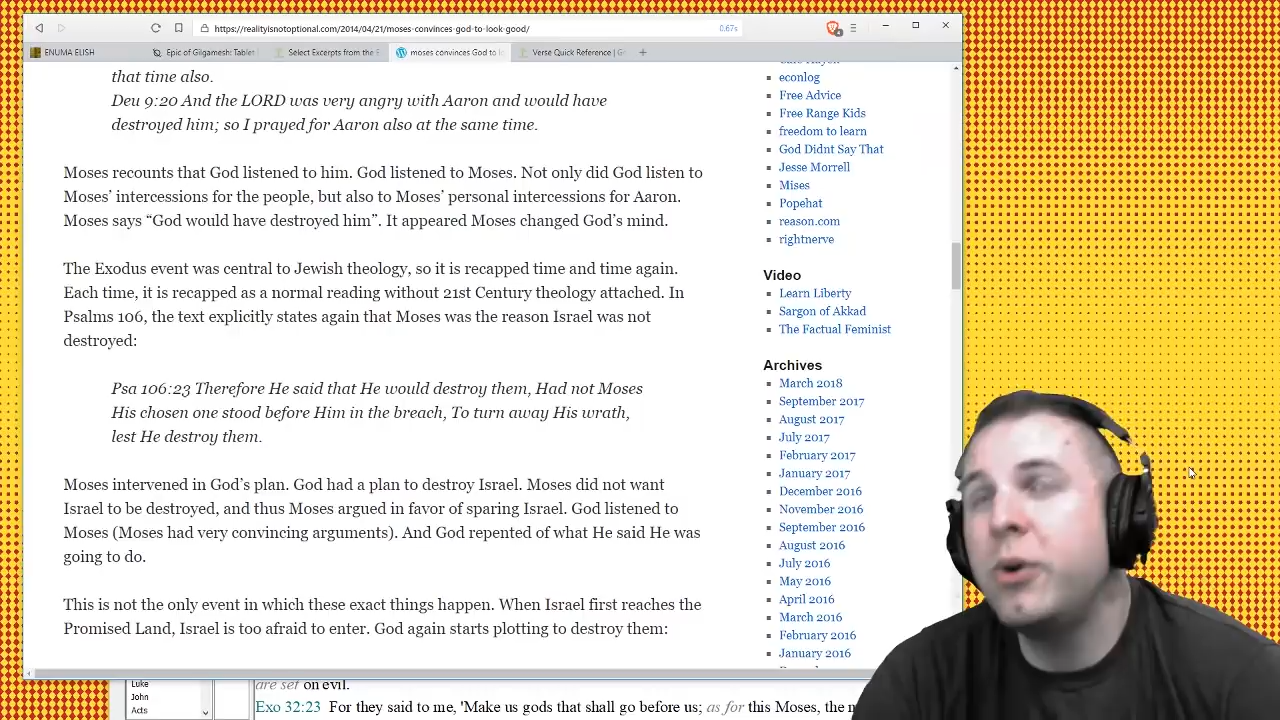 https://realityisnotoptional.com/2014/04/21/moses-convinces-god-to-look-good/
0.67s
ENUMA ELISH
Epic of Gilgamesh: Tablet
Select Excerpts from the S
moses convinces God to lo
Verse Quick Reference | G
that time also.
Deu 9:20 And the LORD was very angry with Aaron and would have
destroyed him; so I prayed for Aaron also at the same time.
Moses recounts that God listened to him. God listened to Moses. Not only did God listen to
Moses’ intercessions for the people, but also to Moses’ personal intercessions for Aaron.
Moses says “God would have destroyed him”. It appeared Moses changed God’s mind.
The Exodus event was central to Jewish theology, so it is recapped time and time again.
Each time, it is recapped as a normal reading without 21st Century theology attached. In
Psalms 106, the text explicitly states again that Moses was the reason Israel was not
destroyed:
Psa 106:23 Therefore He said that He would destroy them, Had not Moses
His chosen one stood before Him in the breach, To turn away His wrath,
lest He destroy them.
Moses intervened in God’s plan. God had a plan to destroy Israel. Moses did not want
Israel to be destroyed, and thus Moses argued in favor of sparing Israel. God listened to
Moses (Moses had very convincing arguments). And God repented of what He said He was
going to do.
This is not the only event in which these exact things happen. When Israel first reaches the
Promised Land, Israel is too afraid to enter. God again starts plotting to destroy them:
econlog
Free Advice
Free Range Kids
freedom to learn
God Didnt Say That
Jesse Morrell
Mises
Popehat
reason.com
rightnerve
Video
Learn Liberty
Sargon of Akkad
The Factual Feminist
Archives
March 2018
September 2017
August 2017
July 2017
February 2017
January 2017
December 2016
November 2016
September 2016
August 2016
July 2016
May 2016
April 2016
March 2016
February 2016
January 2016
Luke
John
Acts
are set on evil.
Exo 32:23 For they said to me, 'Make us gods that shall go before us; as for this Moses, the m